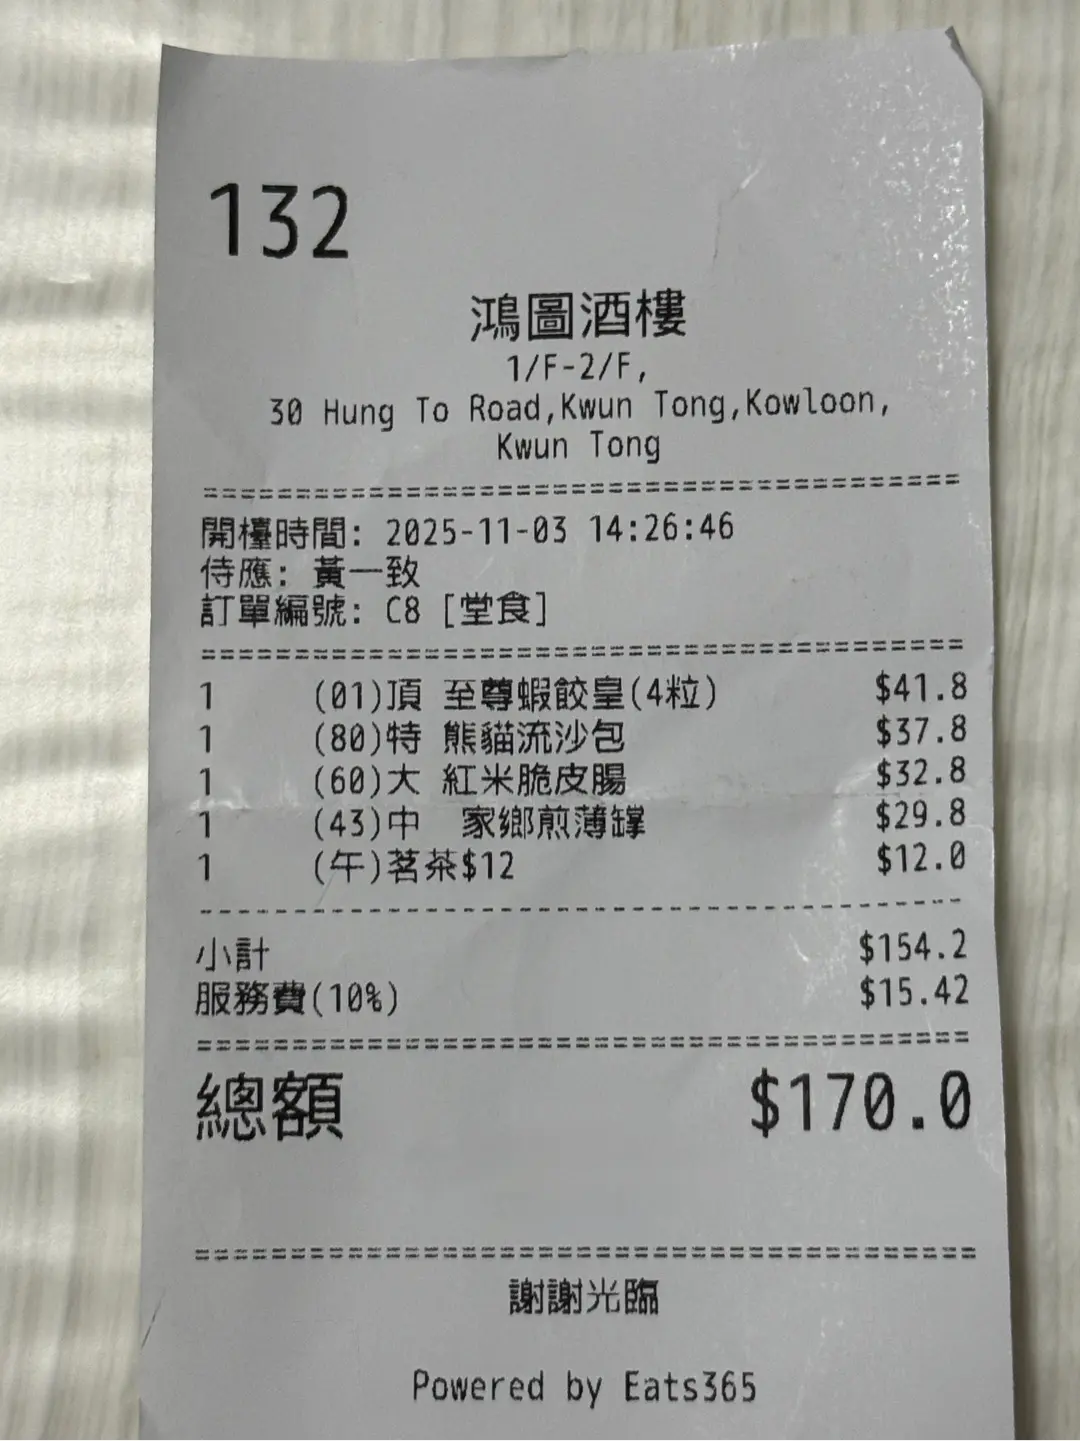 132
鴻圖酒樓
1/F-2/F,
30 Hung To Road,Kwun Tong,Kowloon,
Kwun Tong
開檯時間: 2025-11-03 14:26:46
侍應: 黃一致
訂單編號: C8 [堂食]
1 (01)頂 至尊蝦餃皇(4粒) $41.8
1 (80)特 熊貓流沙包 $37.8
1 (60)大 紅米脆皮腸 $32.8
1 (43)中 家鄉煎薄罉 $29.8
1 (午)茗茶$12 $12.0
小計 $154.2
服務費(10%) $15.42
總額 $170.0
謝謝光臨
Powered by Eats365